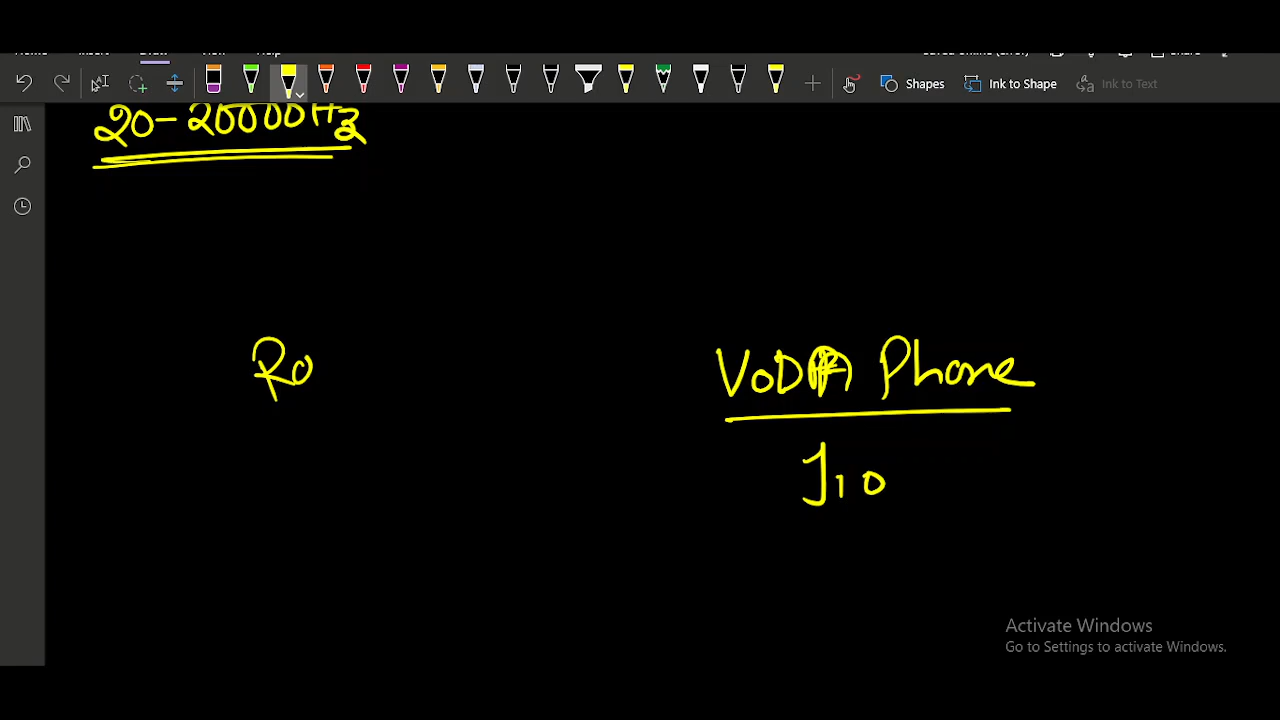 Shapes
Ink to Shape
Ink to Text
20-20000Hz
Ro
VODA Phone
Jio
Activate Windows
Go to Settings to activate Windows.